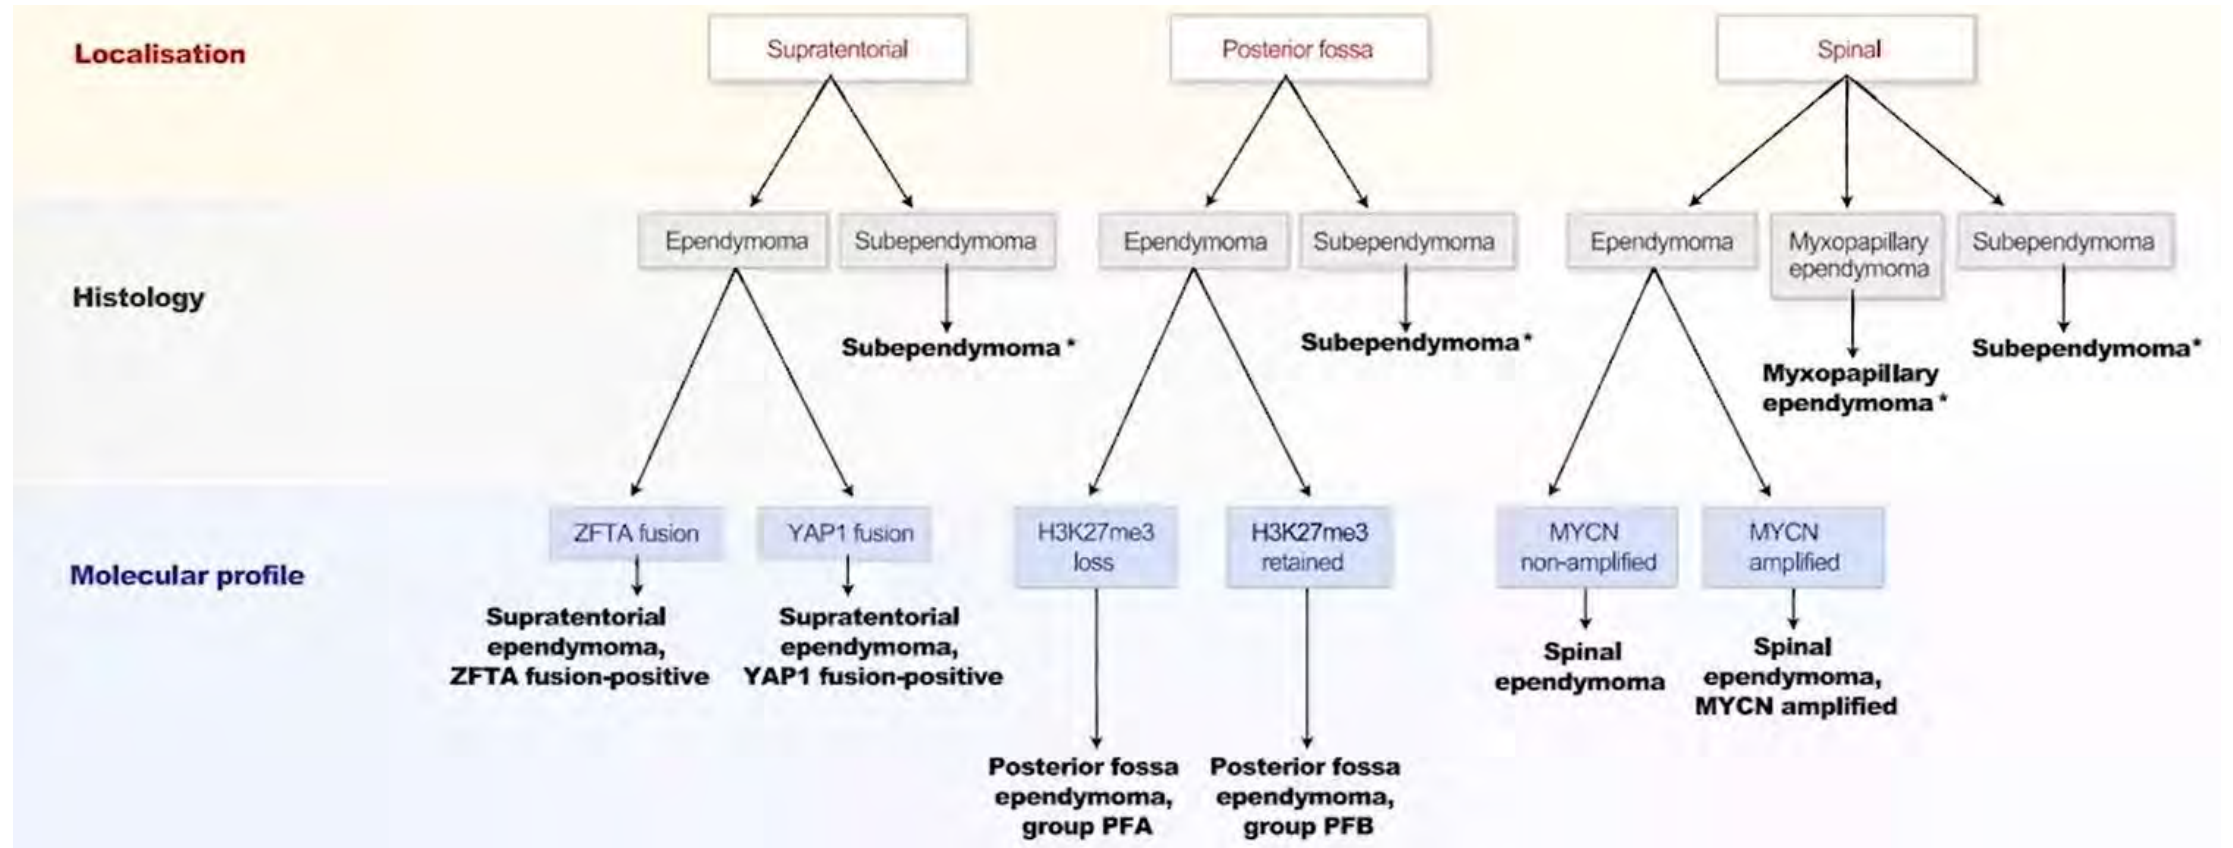 Localisation
Supratentorial
Posterior fossa
Spinal
Histology
Ependymoma
Subependymoma
Subependymoma *
Ependymoma
Subependymoma
Subependymoma*
Ependymoma
Myxopapillary
ependymoma
Subependymoma
Myxopapillary
ependymoma *
Subependymoma*
Molecular profile
ZFTA fusion
YAP1 fusion
Supratentorial
ependymoma,
ZFTA fusion-positive
Supratentorial
ependymoma,
YAP1 fusion-positive
H3K27me3
loss
H3K27me3
retained
Posterior fossa
ependymoma,
group PFA
Posterior fossa
ependymoma,
group PFB
MYCN
non-amplified
MYCN
amplified
Spinal
ependymoma
Spinal
ependymoma,
MYCN amplified